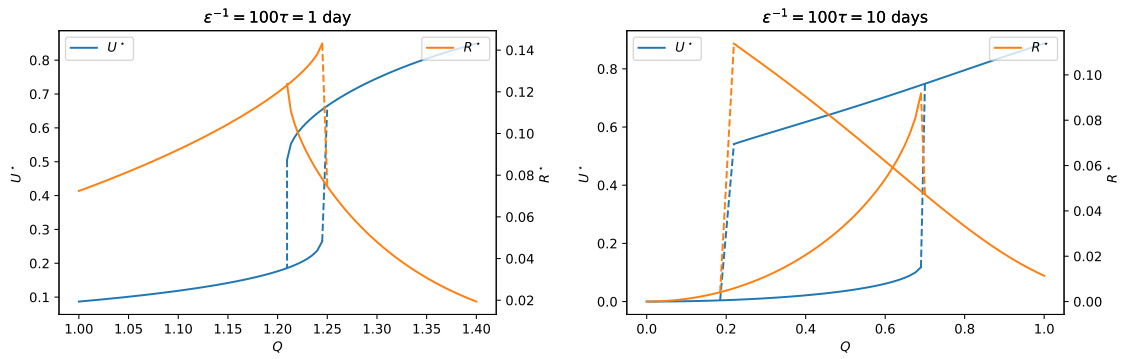 ε⁻¹ = 100τ = 1 day
U⋆
R⋆
0.8
0.7
0.6
0.5
0.4
0.3
0.2
0.1
U⋆
0.14
0.12
0.10
0.08
0.06
0.04
0.02
R⋆
1.00 1.05 1.10 1.15 1.20 1.25 1.30 1.35 1.40
Q
ε⁻¹ = 100τ = 10 days
U⋆
R⋆
0.8
0.6
0.4
0.2
0.0
U⋆
0.10
0.08
0.06
0.04
0.02
0.00
R⋆
0.0 0.2 0.4 0.6 0.8 1.0
Q